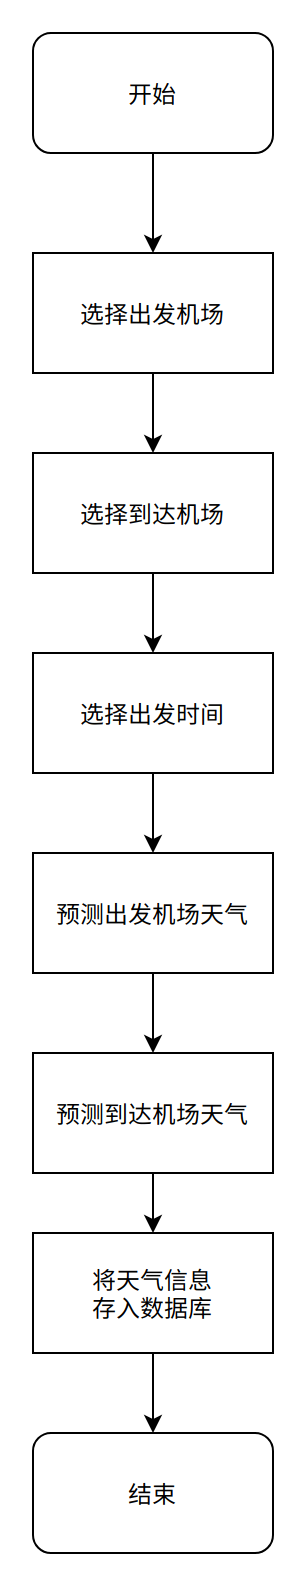 开始
选择出发机场
选择到达机场
选择出发时间
预测出发机场天气
预测到达机场天气
将天气信息
存入数据库
结束